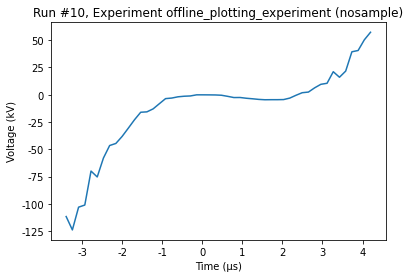 Run #10, Experiment offline_plotting_experiment (nosample)
Voltage (kV)
50
25
0
-25
-50
-75
-100
-125
-3 -2 -1 0 1 2 3 4
Time (μs)